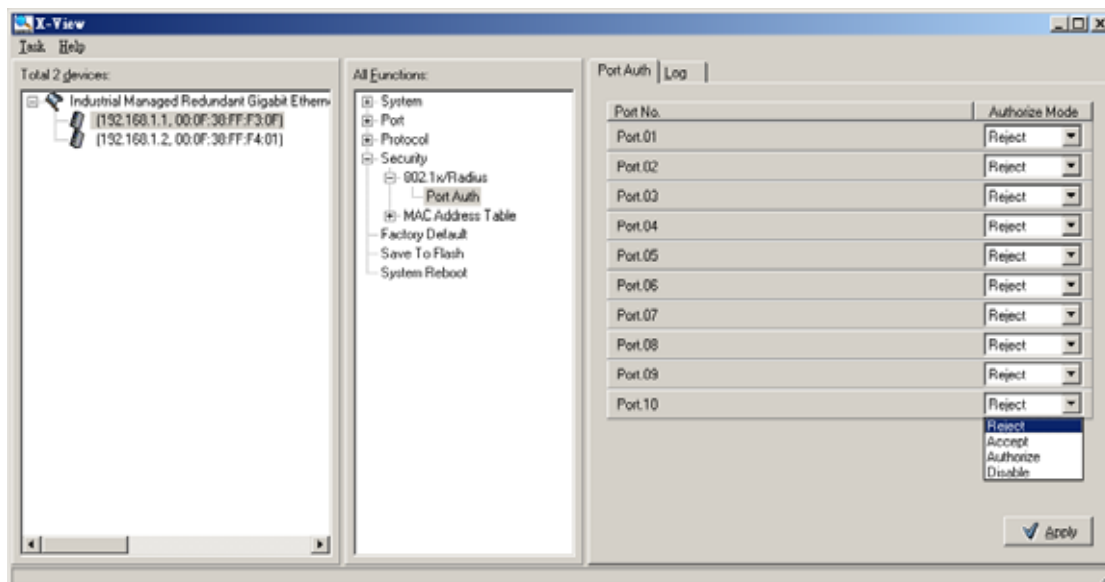 X-View
Task Help
Total 2 devices:
Industrial Managed Redundant Gigabit Ethern
(192.168.1.1, 00:0F:38:FF:F3:0F)
(192.168.1.2, 00:0F:38:FF:F4:01)
All Functions:
System
Port
Protocol
Security
802.1x/Radius
Port Auth
MAC Address Table
Factory Default
Save To Flash
System Reboot
Port Auth Log
Port No. Authorize Mode
Port.01 Reject
Port.02 Reject
Port.03 Reject
Port.04 Reject
Port.05 Reject
Port.06 Reject
Port.07 Reject
Port.08 Reject
Port.09 Reject
Port.10 Reject
Reject
Accept
Authorize
Disable
Apply